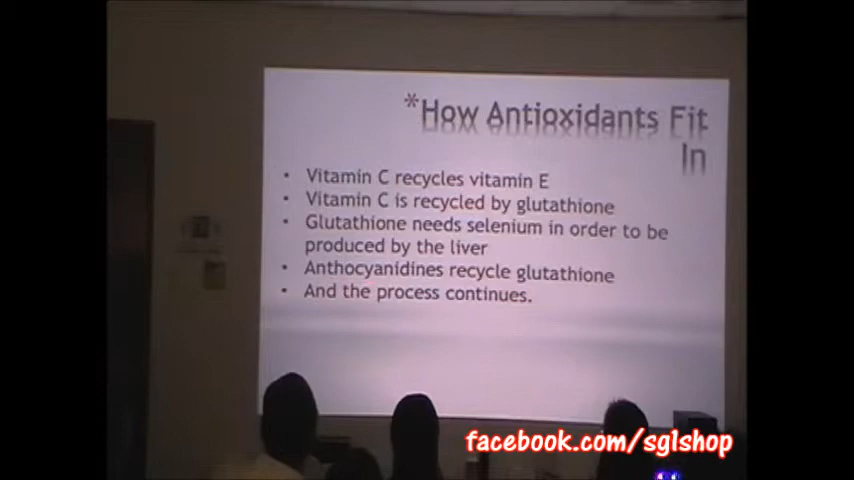 *How Antioxidants Fit
In
• Vitamin C recycles vitamin E
• Vitamin C is recycled by glutathione
• Glutathione needs selenium in order to be
produced by the liver
• Anthocyanidines recycle glutathione
• And the process continues.
facebook.com/sg1shop